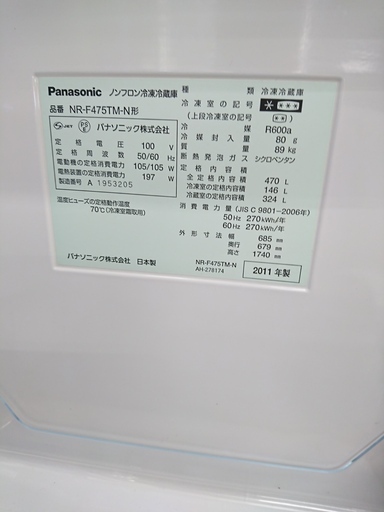 Panasonic ノンフロン冷凍冷蔵庫
品番 NR-F475TM-N形
JET PSE パナソニック株式会社
定格電圧 100 V
定格周波数 50/60 Hz
電動機の定格消費電力 105/105 W
電熱装置の定格消費電力 197 W
製造番号 A 1953205
温度ヒューズの定格動作温度
70℃(冷凍室霜取用)
パナソニック株式会社 日本製
種類 冷凍冷蔵庫
冷凍室の記号 * ***
(上段冷凍室の記号 ** )
冷媒 R600a
冷媒封入量 80 g
質量 89 kg
断熱発泡ガス シクロペンタン
定格内容積
全定格内容積 470 L
冷凍室の定格内容積 146 L
冷蔵室の定格内容積 324 L
消費電力量(JIS C 9801-2006年)
50Hz 270kWh/年
60Hz 270kWh/年
外形寸法 幅 685 mm
奥行 679 mm
高さ 1740 mm
NR-F475TM-N
AH-278174
2011年製